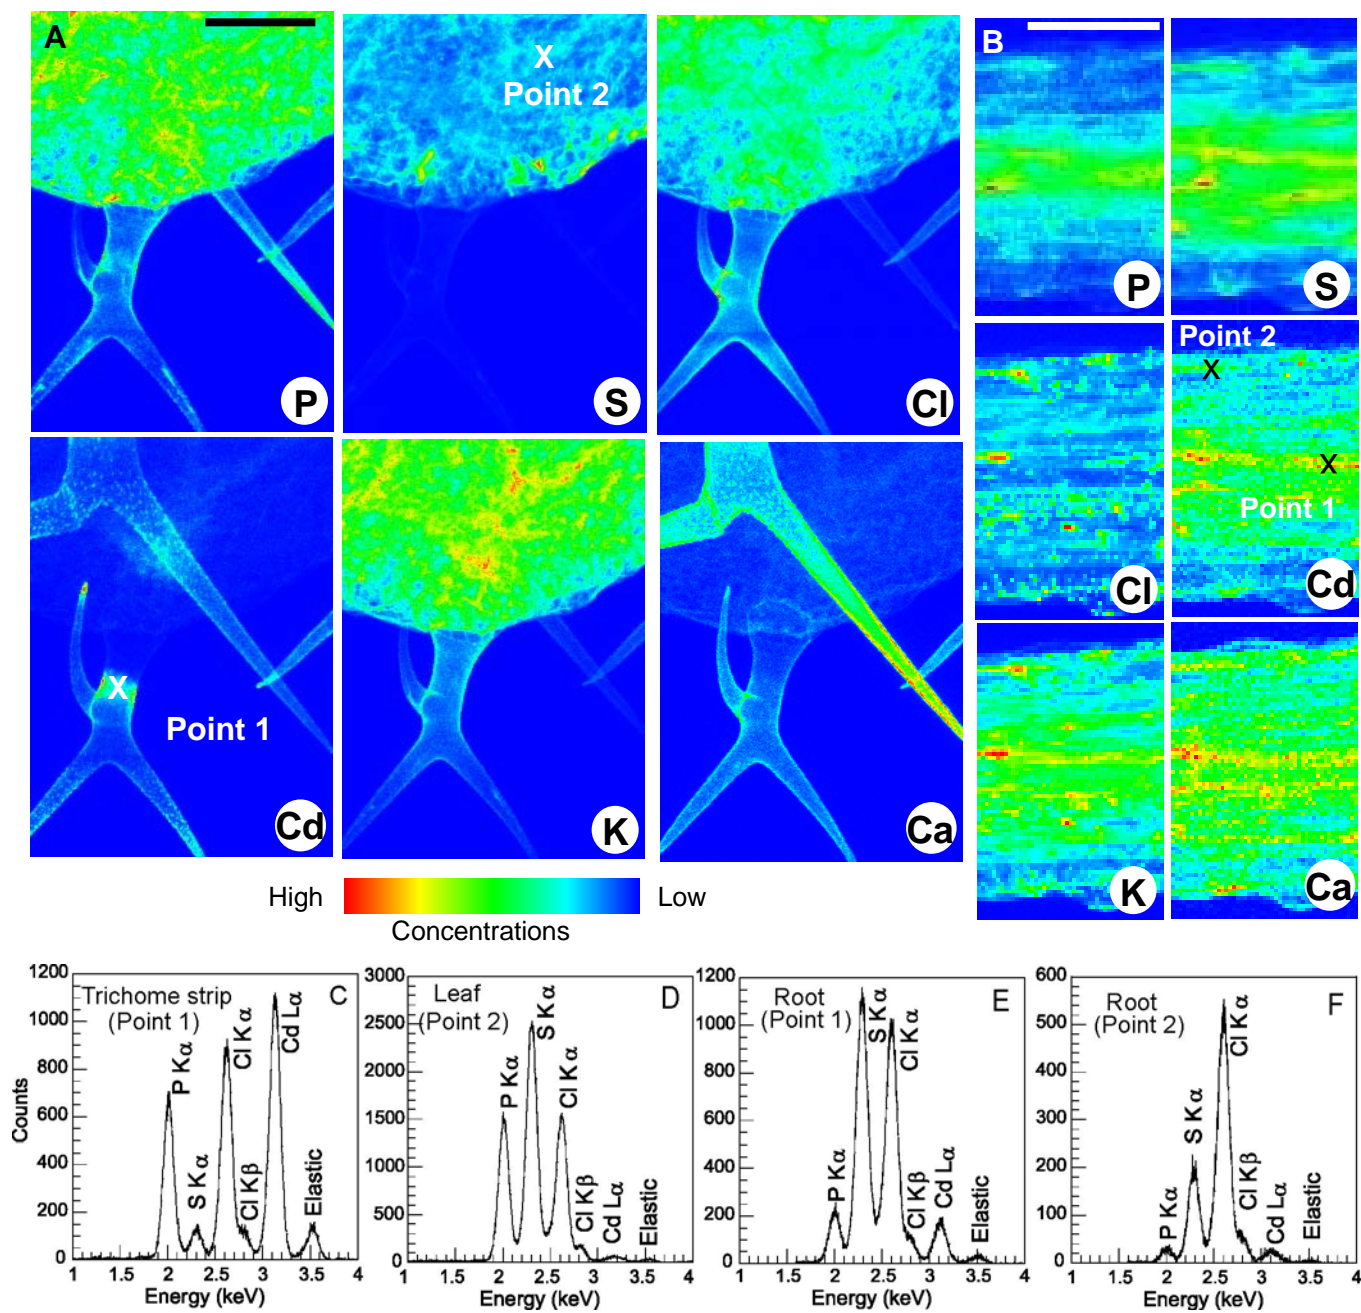 A
B
X
Point 2
P
S
Cl
P
S
Point 2
X
X
Point 1
Cl
Cd
X
Point 1
Cd
K
Ca
K
Ca
High
Low
Concentrations
C
Trichome strip
(Point 1)
P Kα
S Kα
Cl Kα
Cl Kβ
Cd Lα
Elastic
Counts
1200
1000
800
600
400
200
0
1 1.5 2 2.5 3 3.5 4
Energy (keV)
D
Leaf
(Point 2)
P Kα
S Kα
Cl Kα
Cl Kβ
Cd Lα
Elastic
3000
2500
2000
1500
1000
500
0
1 1.5 2 2.5 3 3.5 4
Energy (keV)
E
Root
(Point 1)
P Kα
S Kα
Cl Kα
Cl Kβ
Cd Lα
Elastic
1200
1000
800
600
400
200
0
1 1.5 2 2.5 3 3.5 4
Energy (keV)
F
Root
(Point 2)
P Kα
S Kα
Cl Kα
Cl Kβ
Cd Lα
Elastic
600
500
400
300
200
100
0
1 1.5 2 2.5 3 3.5 4
Energy (keV)